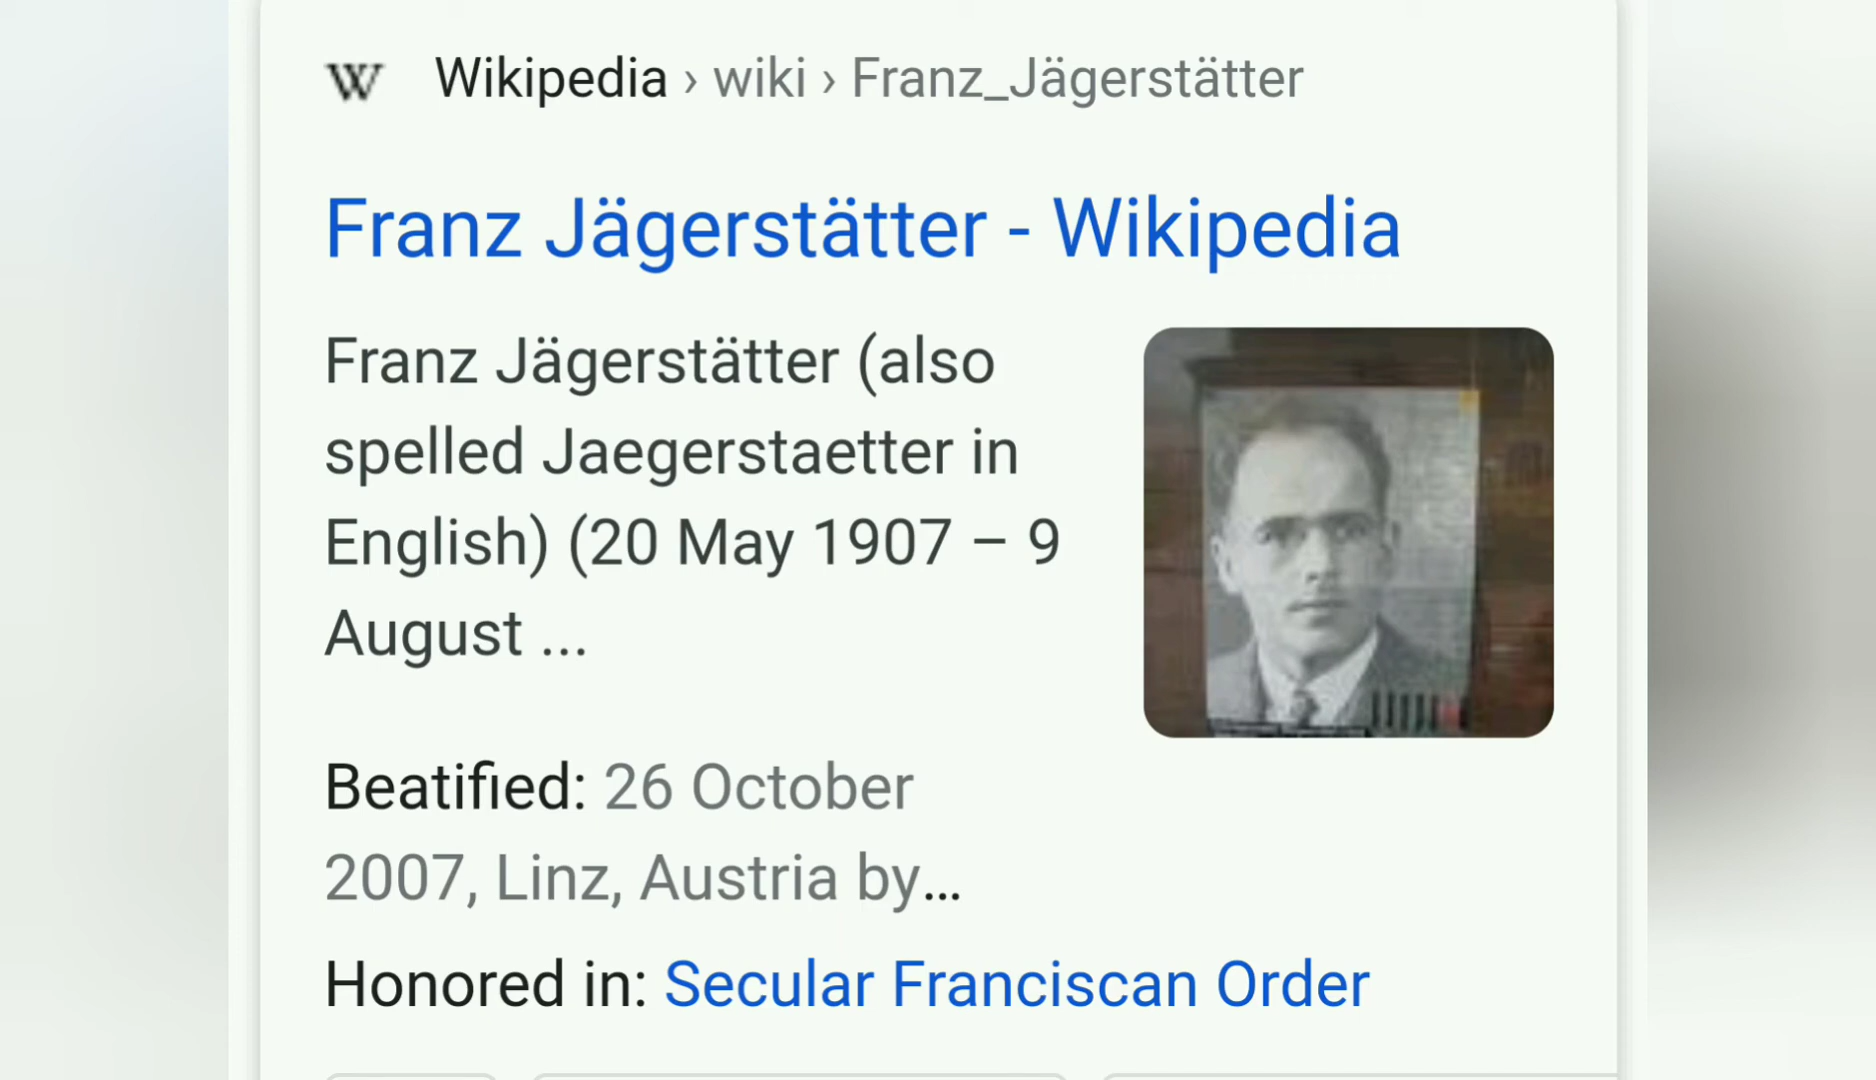 W Wikipedia › wiki › Franz_Jägerstätter
Franz Jägerstätter - Wikipedia
Franz Jägerstätter (also
spelled Jaegerstaetter in
English) (20 May 1907 – 9
August ...
Beatified: 26 October
2007, Linz, Austria by...
Honored in: Secular Franciscan Order